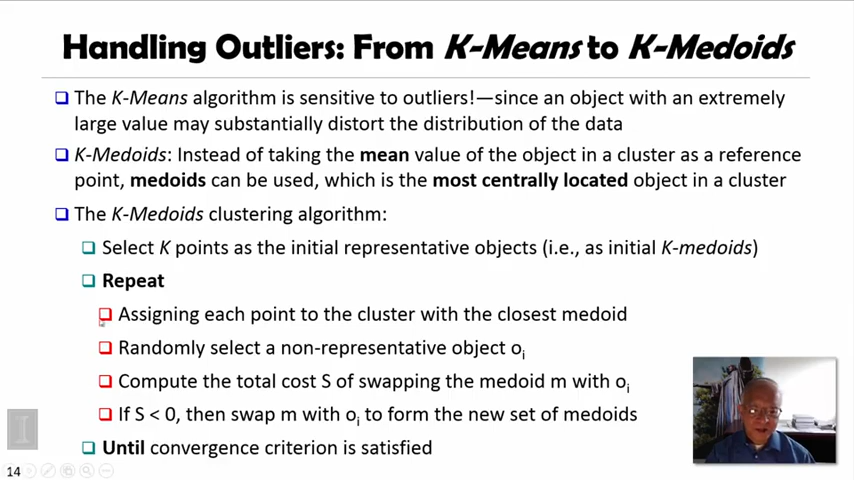 Handling Outliers: From K-Means to K-Medoids
The K-Means algorithm is sensitive to outliers!—since an object with an extremely
large value may substantially distort the distribution of the data
K-Medoids: Instead of taking the mean value of the object in a cluster as a reference
point, medoids can be used, which is the most centrally located object in a cluster
The K-Medoids clustering algorithm:
Select K points as the initial representative objects (i.e., as initial K-medoids)
Repeat
Assigning each point to the cluster with the closest medoid
Randomly select a non-representative object oi
Compute the total cost S of swapping the medoid m with oi
If S < 0, then swap m with oi to form the new set of medoids
Until convergence criterion is satisfied
I
14